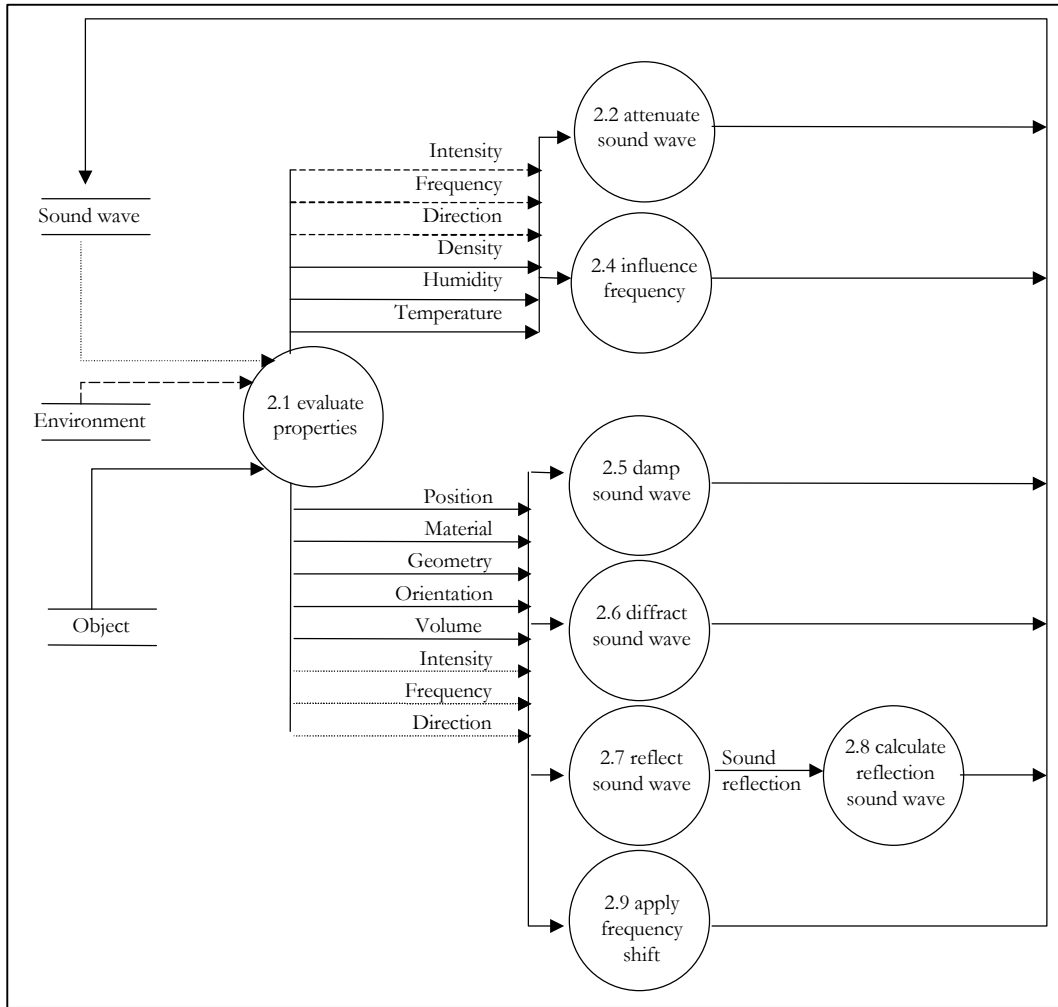 2.2 attenuate
sound wave
Intensity
Frequency
Sound wave
Direction
Density
2.4 influence
frequency
Humidity
Temperature
Environment
2.1 evaluate
properties
2.5 damp
sound wave
Position
Material
Geometry
Orientation
2.6 diffract
sound wave
Object
Volume
Intensity
Frequency
Direction
2.7 reflect
sound wave
Sound
reflection
2.8 calculate
reflection
sound wave
2.9 apply
frequency
shift